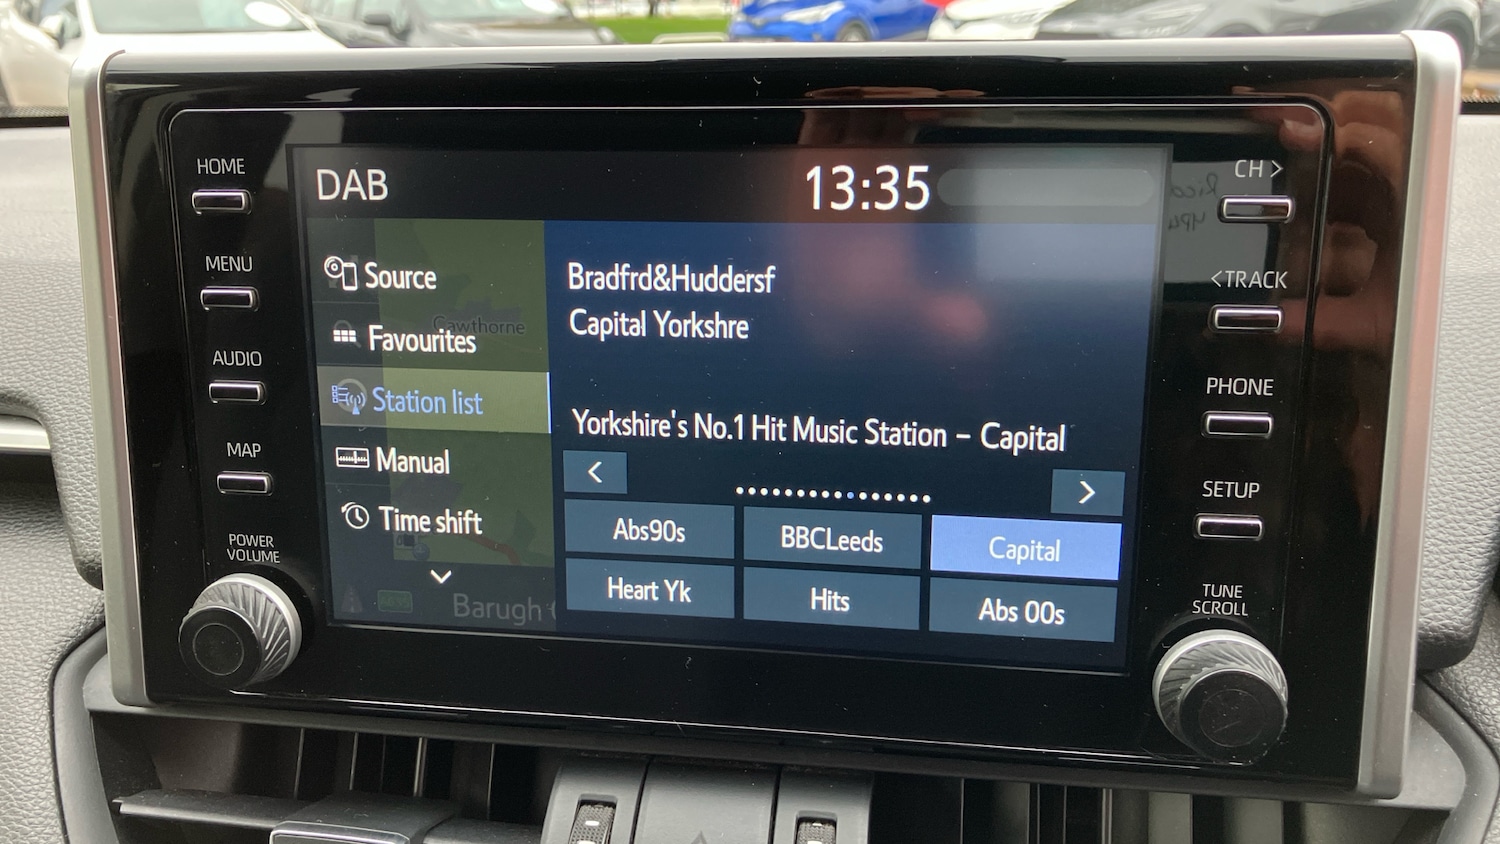 HOME
MENU
AUDIO
MAP
POWER
VOLUME
DAB
13:35
Source
Cawthorne
Favourites
Station list
Manual
Time shift
Barugh
Bradfrd&Huddersf
Capital Yorkshre
Yorkshire's No.1 Hit Music Station – Capital
<
>
Abs90s
BBCLeeds
Capital
Heart Yk
Hits
Abs 00s
CH >
< TRACK
PHONE
SETUP
TUNE
SCROLL